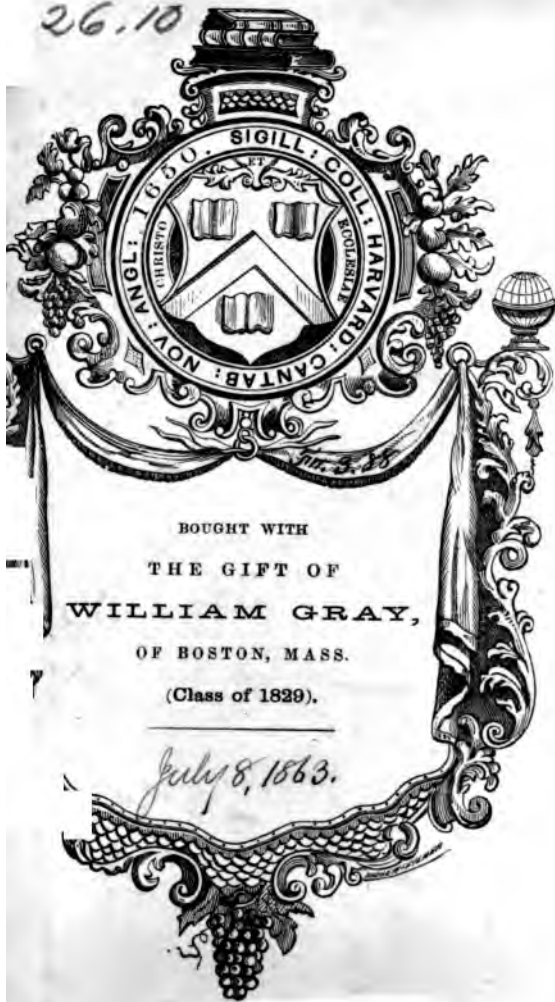 26.10
SIGILL: COLL: HARVARD: CANTAB: NOV: ANGL: 1650.
ET
CHRISTO
ECCLESIAE
BOUGHT WITH
THE GIFT OF
WILLIAM GRAY,
OF BOSTON, MASS.
(Class of 1829).
July 8, 1863.